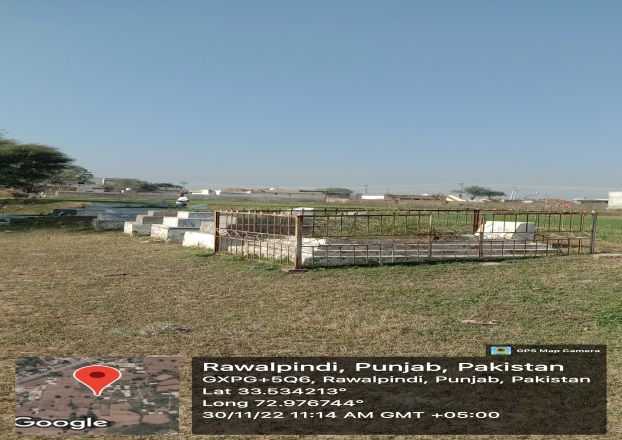 GPS Map Camera
Rawalpindi, Punjab, Pakistan
GXPG+5Q6, Rawalpindi, Punjab, Pakistan
Lat 33.534213°
Long 72.976744°
30/11/22 11:14 AM GMT +05:00
Google